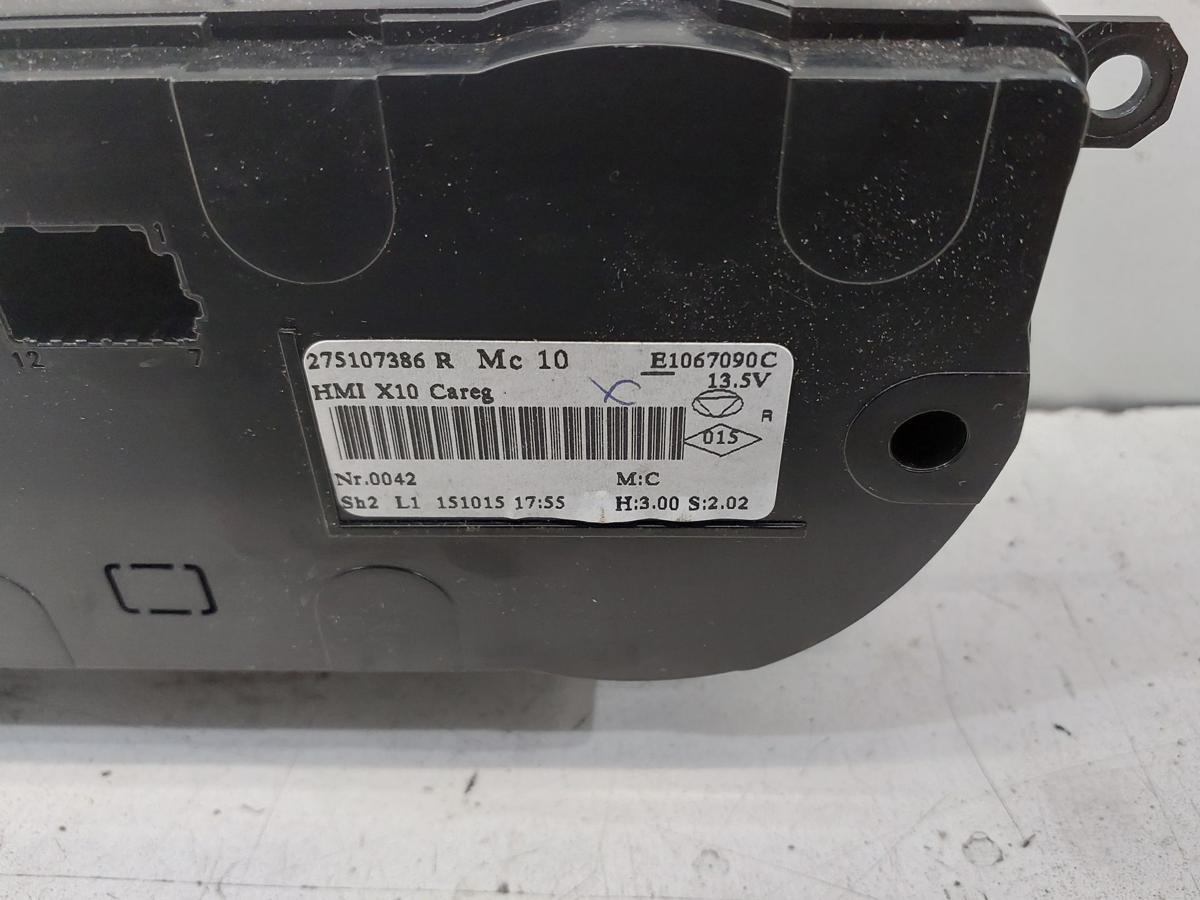 1
12 7
275107386 R Mc 10 E1067090C
13.5V
HMI X10 Careg
R
015
Nr.0042 M:C
Sh2 L1 151015 17:55 H:3.00 S:2.02